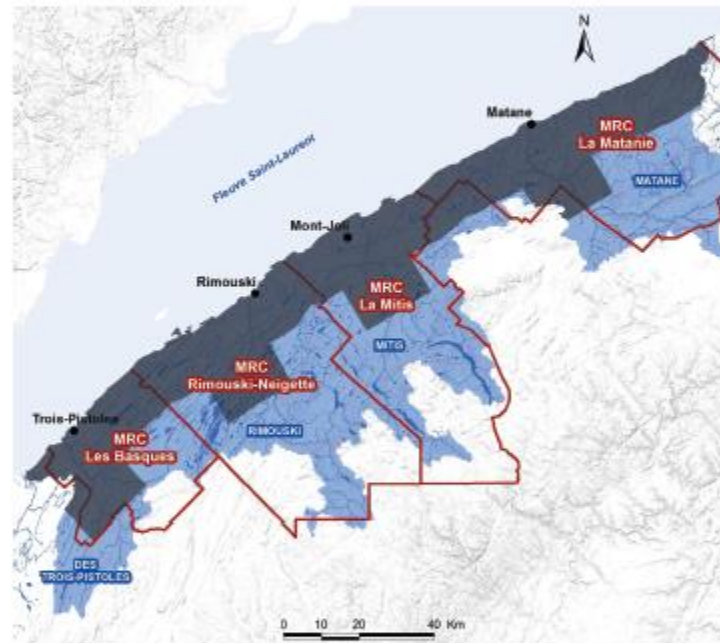 N
Matane
MRC
La Matanie
MATANE
Fleuve Saint-Laurent
Mont-Joli
Rimouski
MRC
La Mitis
MITIS
MRC
Rimouski-Neigette
RIMOUSKI
Trois-Pistoles
MRC
Les Basques
DES
TROIS-PISTOLES
0 10 20 40 Km